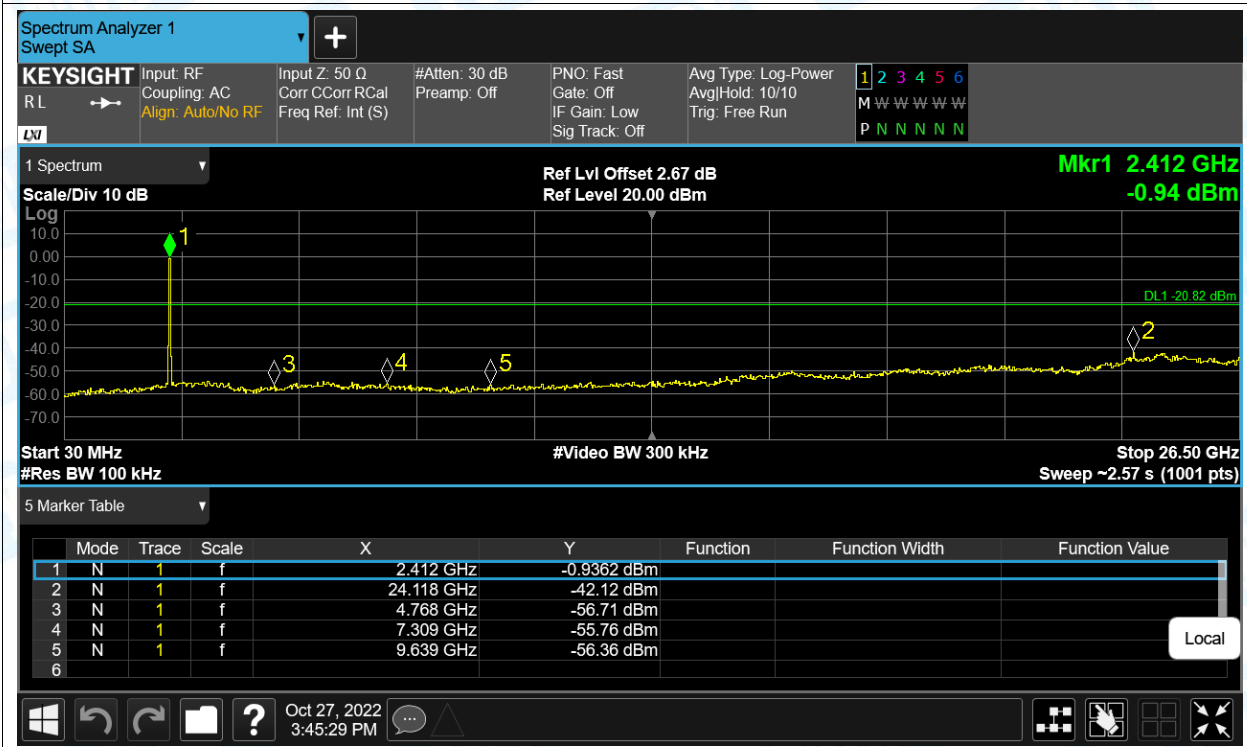 Spectrum Analyzer 1
Swept SA
KEYSIGHT Input: RF Input Z: 50 Ω #Atten: 30 dB PNO: Fast Avg Type: Log-Power 1 2 3 4 5 6
R L Coupling: AC Corr CCorr RCal Preamp: Off Gate: Off Avg|Hold: 10/10 M W W W W W W
Align: Auto/No RF Freq Ref: Int (S) IF Gain: Low Trig: Free Run
LXI Sig Track: Off P N N N N N N
1 Spectrum Ref Lvl Offset 2.67 dB Mkr1 2.412 GHz
Scale/Div 10 dB Ref Level 20.00 dBm -0.94 dBm
Log
10.0
1
0.00
-10.0
-20.0 DL1 -20.82 dBm
-30.0
2
-40.0
3 4 5
-50.0
-60.0
-70.0
Start 30 MHz #Video BW 300 kHz Stop 26.50 GHz
#Res BW 100 kHz Sweep ~2.57 s (1001 pts)
5 Marker Table
Mode Trace Scale X Y Function Function Width Function Value
1 N 1 f 2.412 GHz -0.9362 dBm
2 N 1 f 24.118 GHz -42.12 dBm
3 N 1 f 4.768 GHz -56.71 dBm
4 N 1 f 7.309 GHz -55.76 dBm
5 N 1 f 9.639 GHz -56.36 dBm
6
Local
? Oct 27, 2022
3:45:29 PM